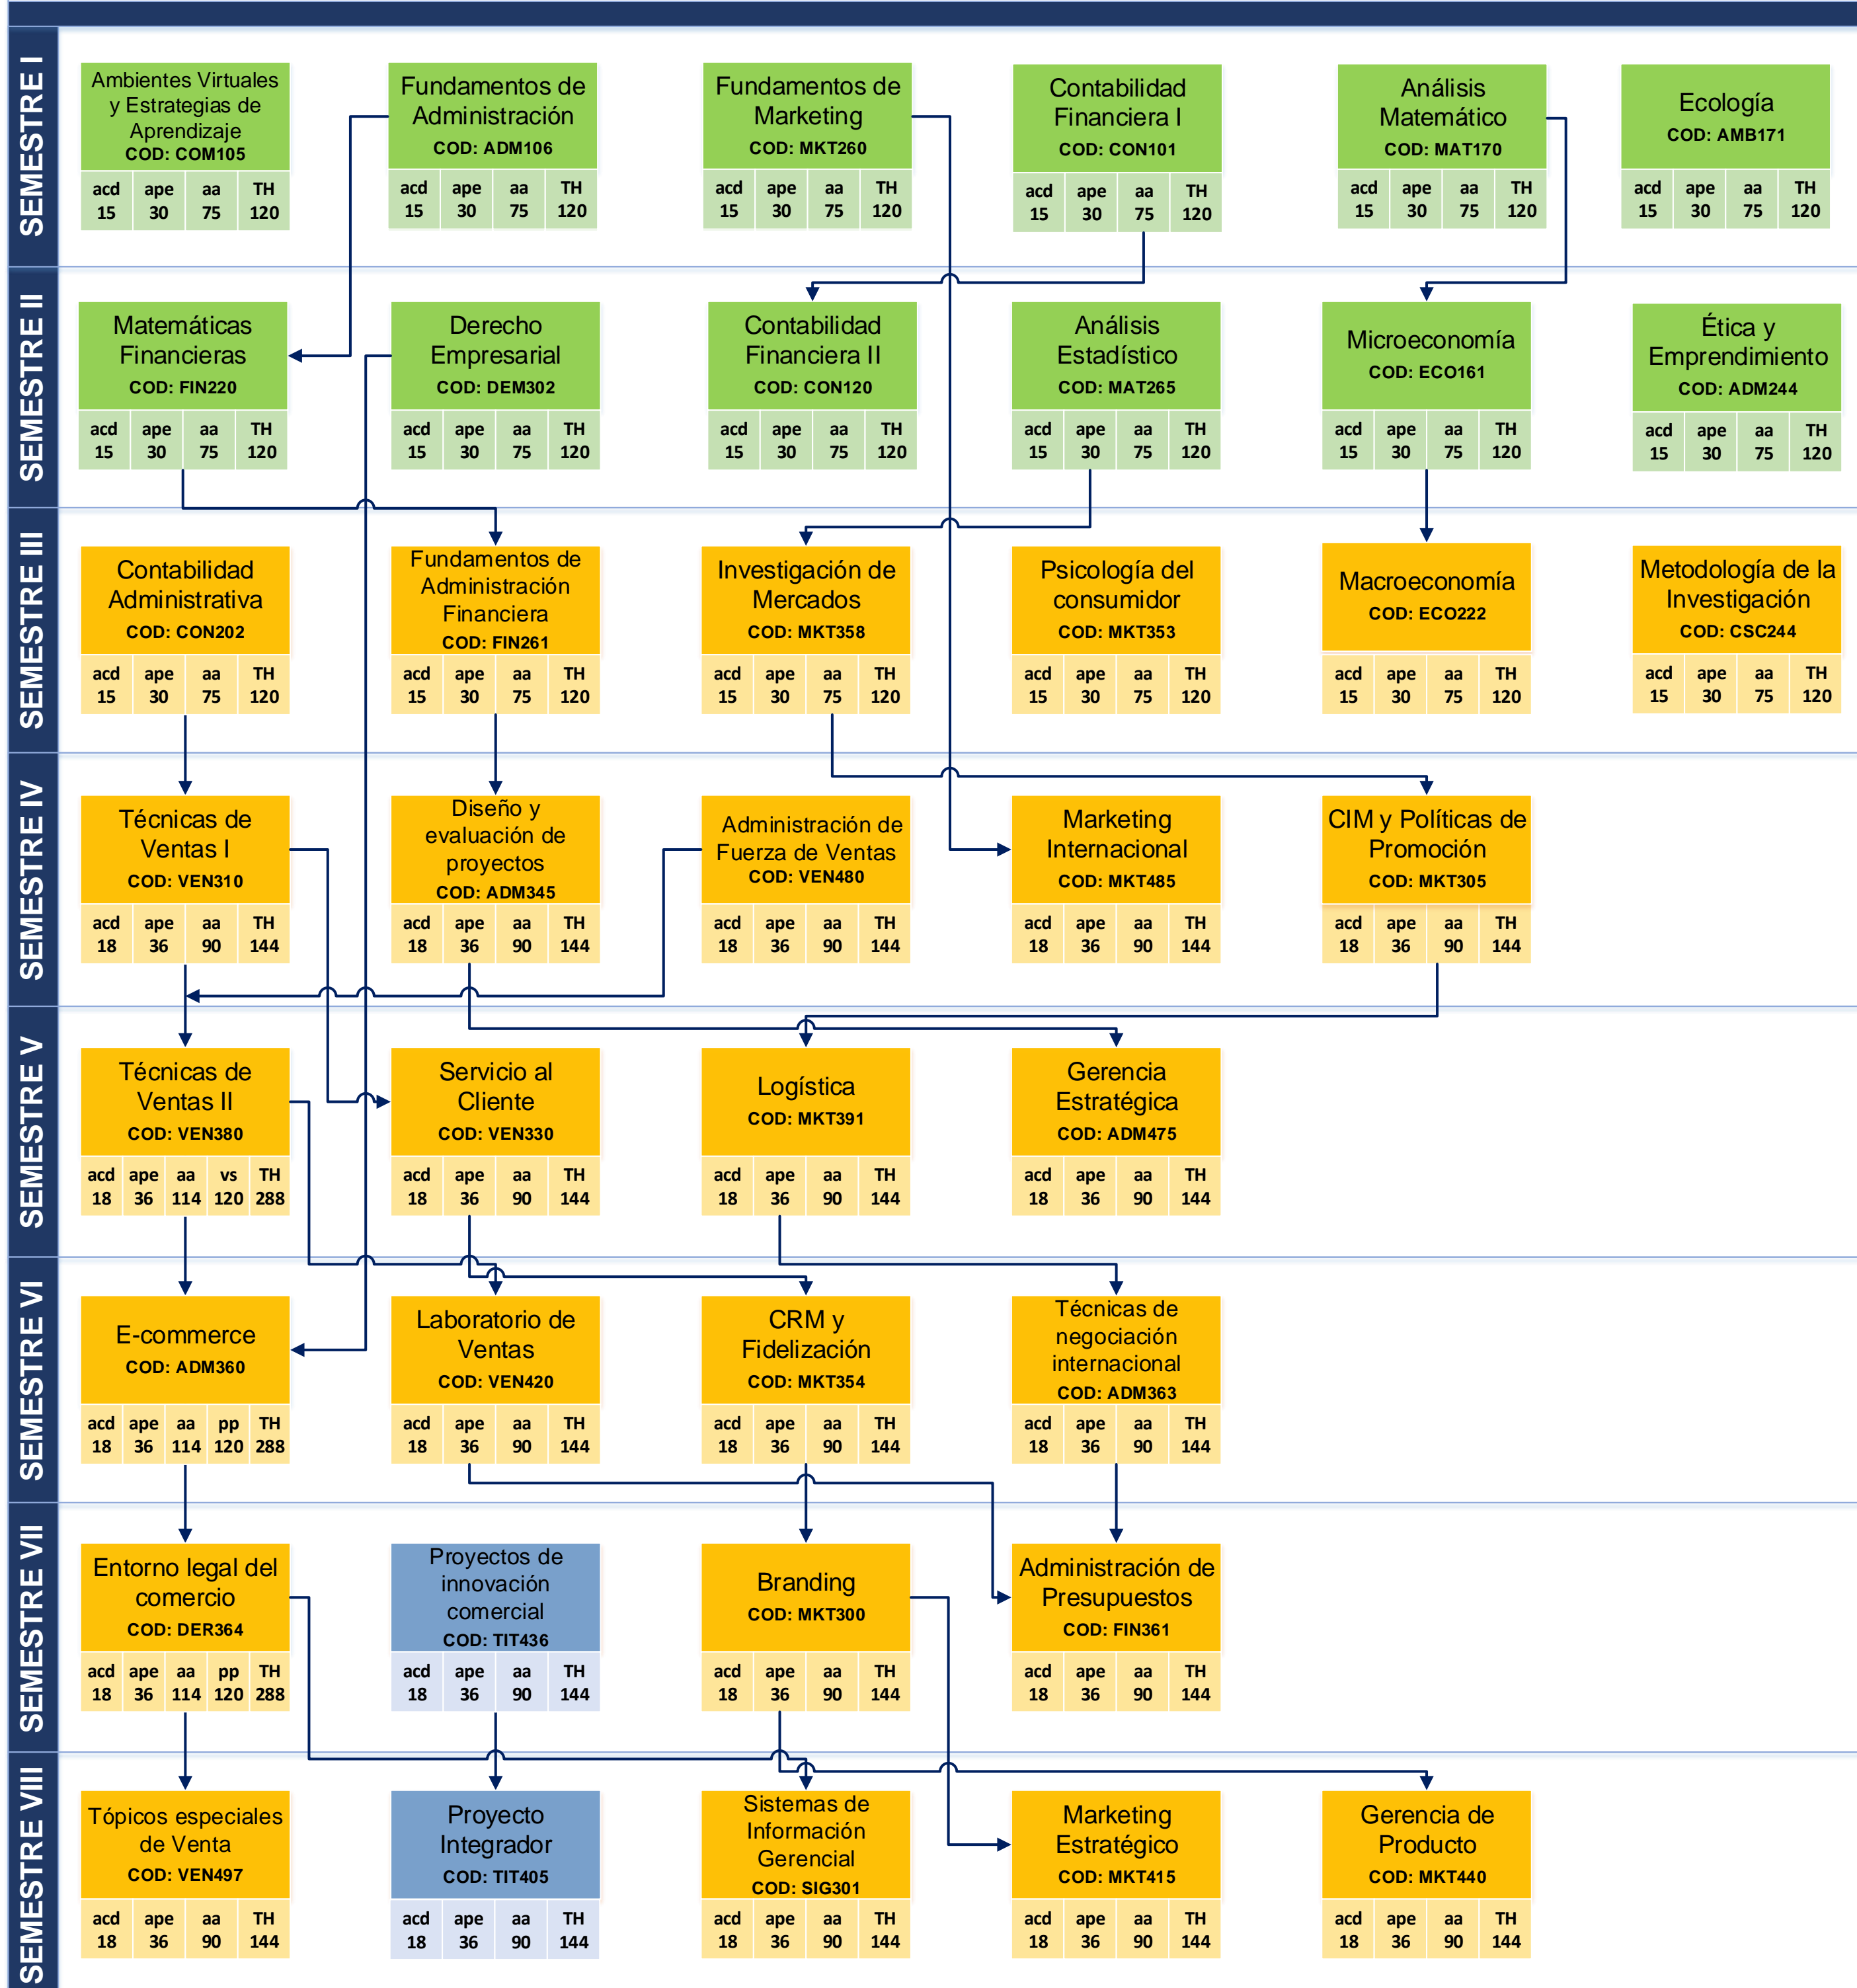 SEMESTRE I
Ambientes Virtuales
y Estrategias de
Aprendizaje
COD: COM105
acd ape aa TH
15 30 75 120
Fundamentos de
Administración
COD: ADM106
acd ape aa TH
15 30 75 120
Fundamentos de
Marketing
COD: MKT260
acd ape aa TH
15 30 75 120
Contabilidad
Financiera I
COD: CON101
acd ape aa TH
15 30 75 120
Análisis
Matemático
COD: MAT170
acd ape aa TH
15 30 75 120
Ecología
COD: AMB171
acd ape aa TH
15 30 75 120
SEMESTRE II
Matemáticas
Financieras
COD: FIN220
acd ape aa TH
15 30 75 120
Derecho
Empresarial
COD: DEM302
acd ape aa TH
15 30 75 120
Contabilidad
Financiera II
COD: CON120
acd ape aa TH
15 30 75 120
Análisis
Estadístico
COD: MAT265
acd ape aa TH
15 30 75 120
Microeconomía
COD: ECO161
acd ape aa TH
15 30 75 120
Ética y
Emprendimiento
COD: ADM244
acd ape aa TH
15 30 75 120
SEMESTRE III
Contabilidad
Administrativa
COD: CON202
acd ape aa TH
15 30 75 120
Fundamentos de
Administración
Financiera
COD: FIN261
acd ape aa TH
15 30 75 120
Investigación de
Mercados
COD: MKT358
acd ape aa TH
15 30 75 120
Psicología del
consumidor
COD: MKT353
acd ape aa TH
15 30 75 120
Macroeconomía
COD: ECO222
acd ape aa TH
15 30 75 120
Metodología de la
Investigación
COD: CSC244
acd ape aa TH
15 30 75 120
SEMESTRE IV
Técnicas de
Ventas I
COD: VEN310
acd ape aa TH
18 36 90 144
Diseño y
evaluación de
proyectos
COD: ADM345
acd ape aa TH
18 36 90 144
Administración de
Fuerza de Ventas
COD: VEN480
acd ape aa TH
18 36 90 144
Marketing
Internacional
COD: MKT485
acd ape aa TH
18 36 90 144
CIM y Políticas de
Promoción
COD: MKT305
acd ape aa TH
18 36 90 144
SEMESTRE V
Técnicas de
Ventas II
COD: VEN380
acd ape aa vs TH
18 36 114 120 288
Servicio al
Cliente
COD: VEN330
acd ape aa TH
18 36 90 144
Logística
COD: MKT391
acd ape aa TH
18 36 90 144
Gerencia
Estratégica
COD: ADM475
acd ape aa TH
18 36 90 144
SEMESTRE VI
E-commerce
COD: ADM360
acd ape aa pp TH
18 36 114 120 288
Laboratorio de
Ventas
COD: VEN420
acd ape aa TH
18 36 90 144
CRM y
Fidelización
COD: MKT354
acd ape aa TH
18 36 90 144
Técnicas de
negociación
internacional
COD: ADM363
acd ape aa TH
18 36 90 144
SEMESTRE VII
Entorno legal del
comercio
COD: DER364
acd ape aa pp TH
18 36 114 120 288
Proyectos de
innovación
comercial
COD: TIT436
acd ape aa TH
18 36 90 144
Branding
COD: MKT300
acd ape aa TH
18 36 90 144
Administración de
Presupuestos
COD: FIN361
acd ape aa TH
18 36 90 144
SEMESTRE VIII
Tópicos especiales
de Venta
COD: VEN497
acd ape aa TH
18 36 90 144
Proyecto
Integrador
COD: TIT405
acd ape aa TH
18 36 90 144
Sistemas de
Información
Gerencial
COD: SIG301
acd ape aa TH
18 36 90 144
Marketing
Estratégico
COD: MKT415
acd ape aa TH
18 36 90 144
Gerencia de
Producto
COD: MKT440
acd ape aa TH
18 36 90 144